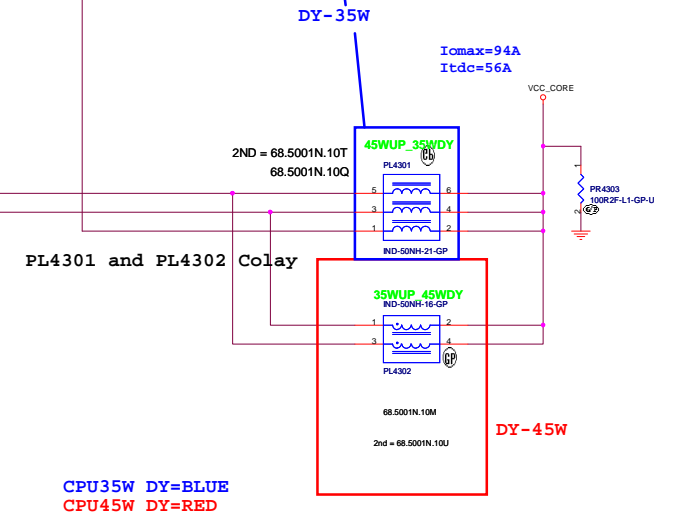 DY-35W
Iomax=94A
Itdc=56A
VCC_CORE
45WUP_35WDY
2ND = 68.5001N.10T
68.5001N.10Q
PL4301
5
6
3
4
1
2
IND-50NH-21-GP
1
PR4303
100R2F-L1-GP-U
2
PL4301 and PL4302 Colay
35WUP_45WDY
IND-50NH-16-GP
1
2
3
4
GP
PL4302
68.5001N.10M
2nd = 68.5001N.10U
DY-45W
CPU35W DY=BLUE
CPU45W DY=RED